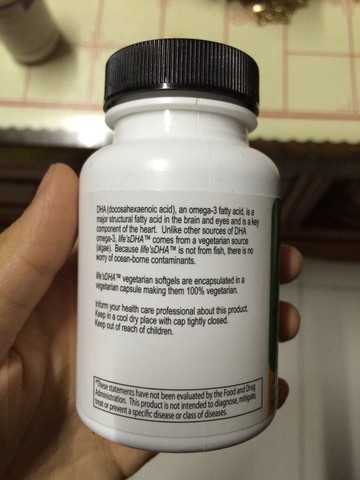 DHA (docosahexaenoic acid), an omega-3 fatty acid, is a
major structural fatty acid in the brain and eyes and is a key
component of the heart. Unlike other sources of DHA
omega-3, life'sDHA™ comes from a vegetarian source
(algae). Because life'sDHA™ is not from fish, there is no
worry of ocean-borne contaminants.
life'sDHA™ vegetarian softgels are encapsulated in a
vegetarian capsule making them 100% vegetarian.
Inform your health care professional about this product.
Keep in a cool dry place with cap tightly closed.
Keep out of reach of children.
*These statements have not been evaluated by the Food and Drug
Administration. This product is not intended to diagnose, mitigate,
treat or prevent a specific disease or class of diseases.